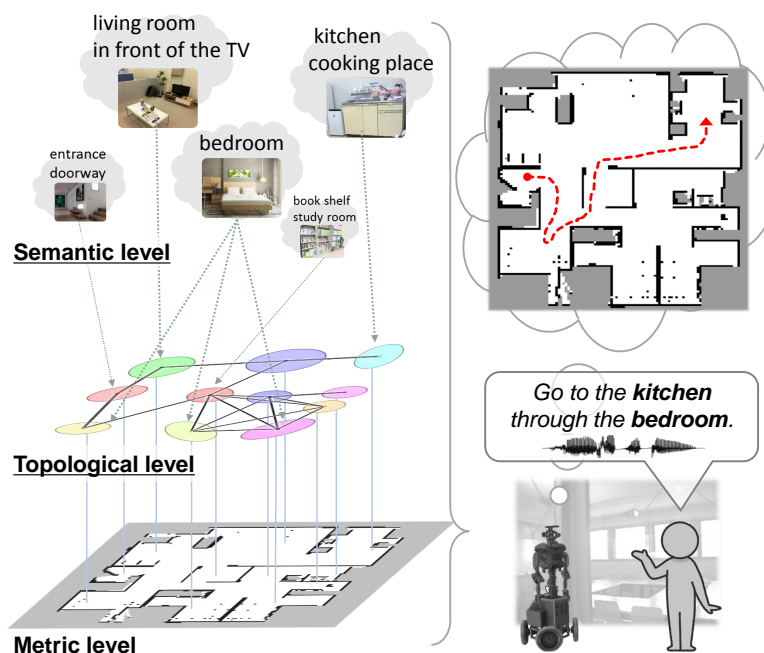 living room
in front of the TV
kitchen
cooking place
entrance
doorway
bedroom
book shelf
study room
Semantic level
Topological level
Metric level
Go to the kitchen
through the bedroom.